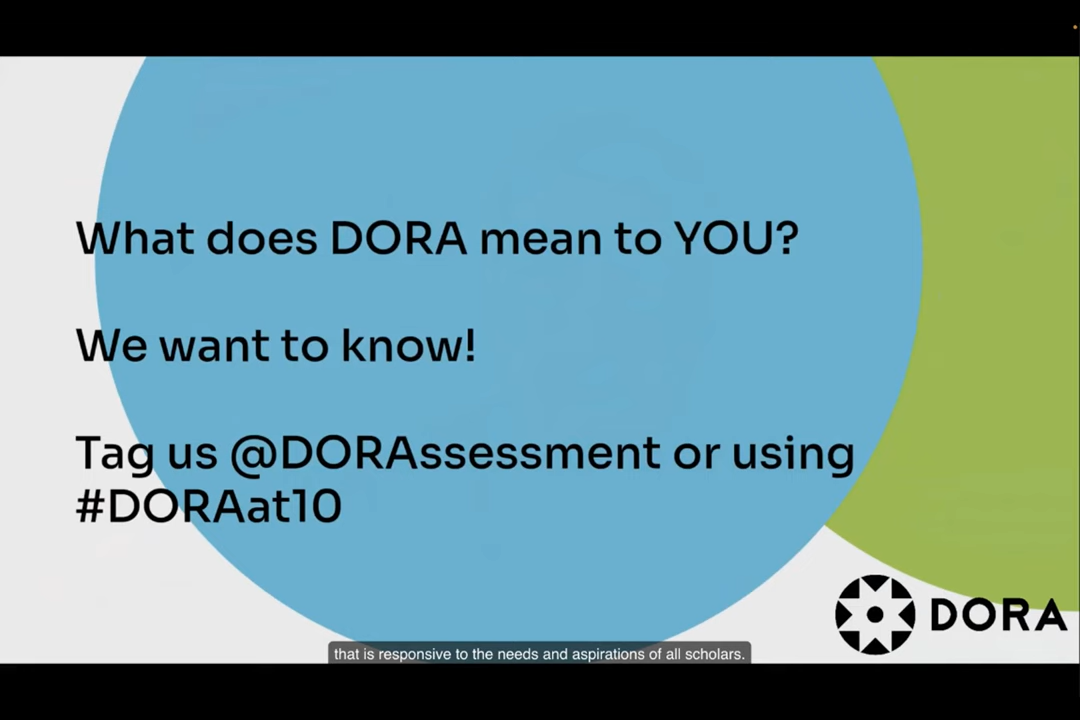 What does DORA mean to YOU?
We want to know!
Tag us @DORAssessment or using
#DORAat10
DORA
that is responsive to the needs and aspirations of all scholars.